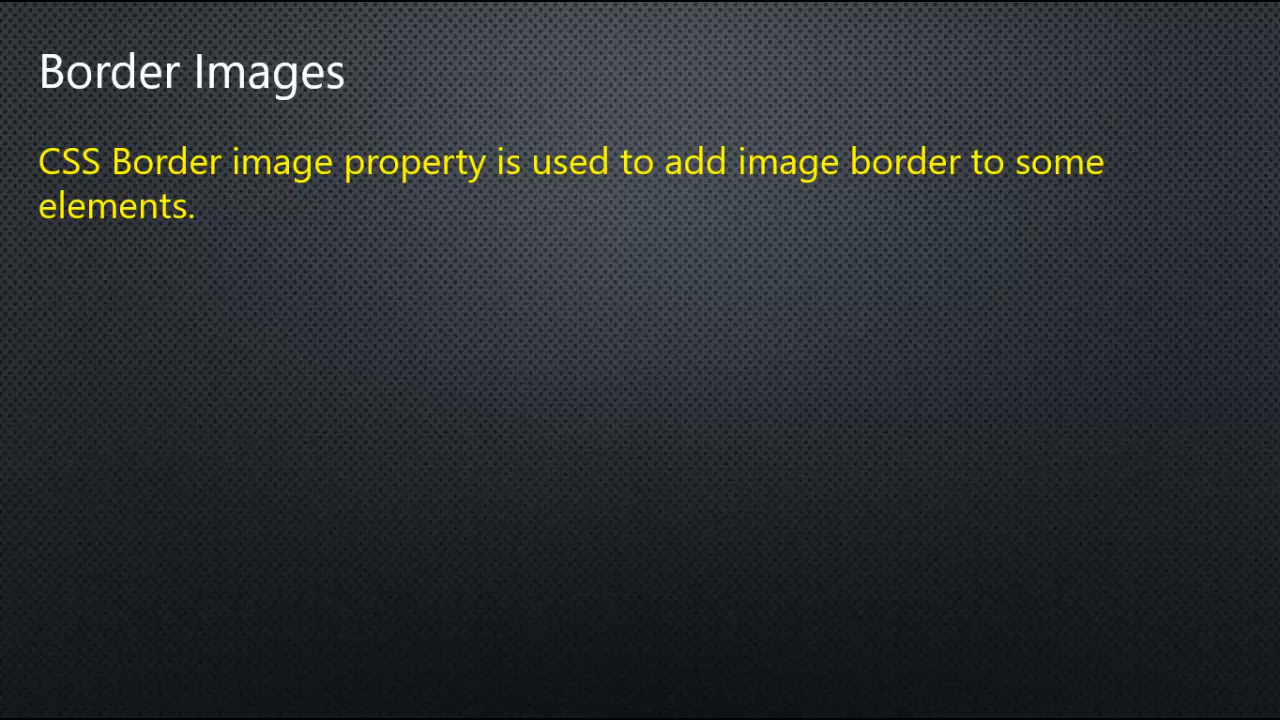 Border Images
CSS Border image property is used to add image border to some
elements.